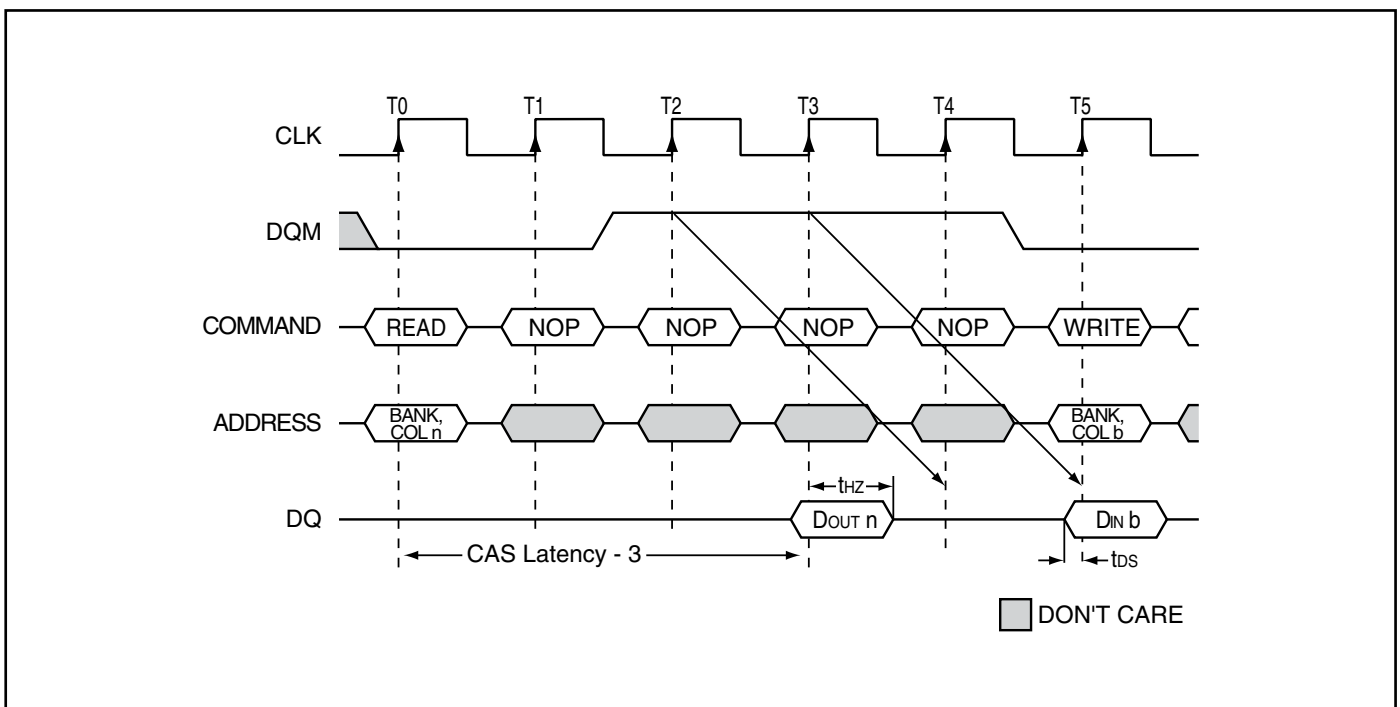 T0 T1 T2 T3 T4 T5
CLK
DQM
COMMAND READ NOP NOP NOP NOP WRITE
ADDRESS BANK, COL n BANK, COL b
tHZ
DQ DOUT n DIN b
CAS Latency - 3 tDS
DON'T CARE